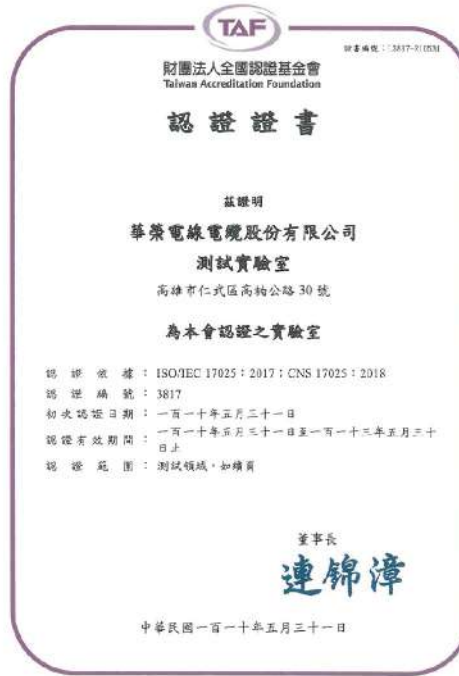 TAF
證書編號：L3817-210531
財團法人全國認證基金會
Taiwan Accreditation Foundation
認 證 證 書
茲證明
華榮電線電纜股份有限公司
測試實驗室
高雄市仁武區高楠公路 30 號
為本會認證之實驗室
認 證 依 據 ： ISO/IEC 17025：2017；CNS 17025：2018
認 證 編 號 ： 3817
初次認證日期 ： 一百一十年五月三十一日
認證有效期間 ： 一百一十年五月三十一日至一百一十三年五月三十
日止
認 證 範 圍 ： 測試領域，如續頁
董事長
連錦漳
中華民國一百一十年五月三十一日